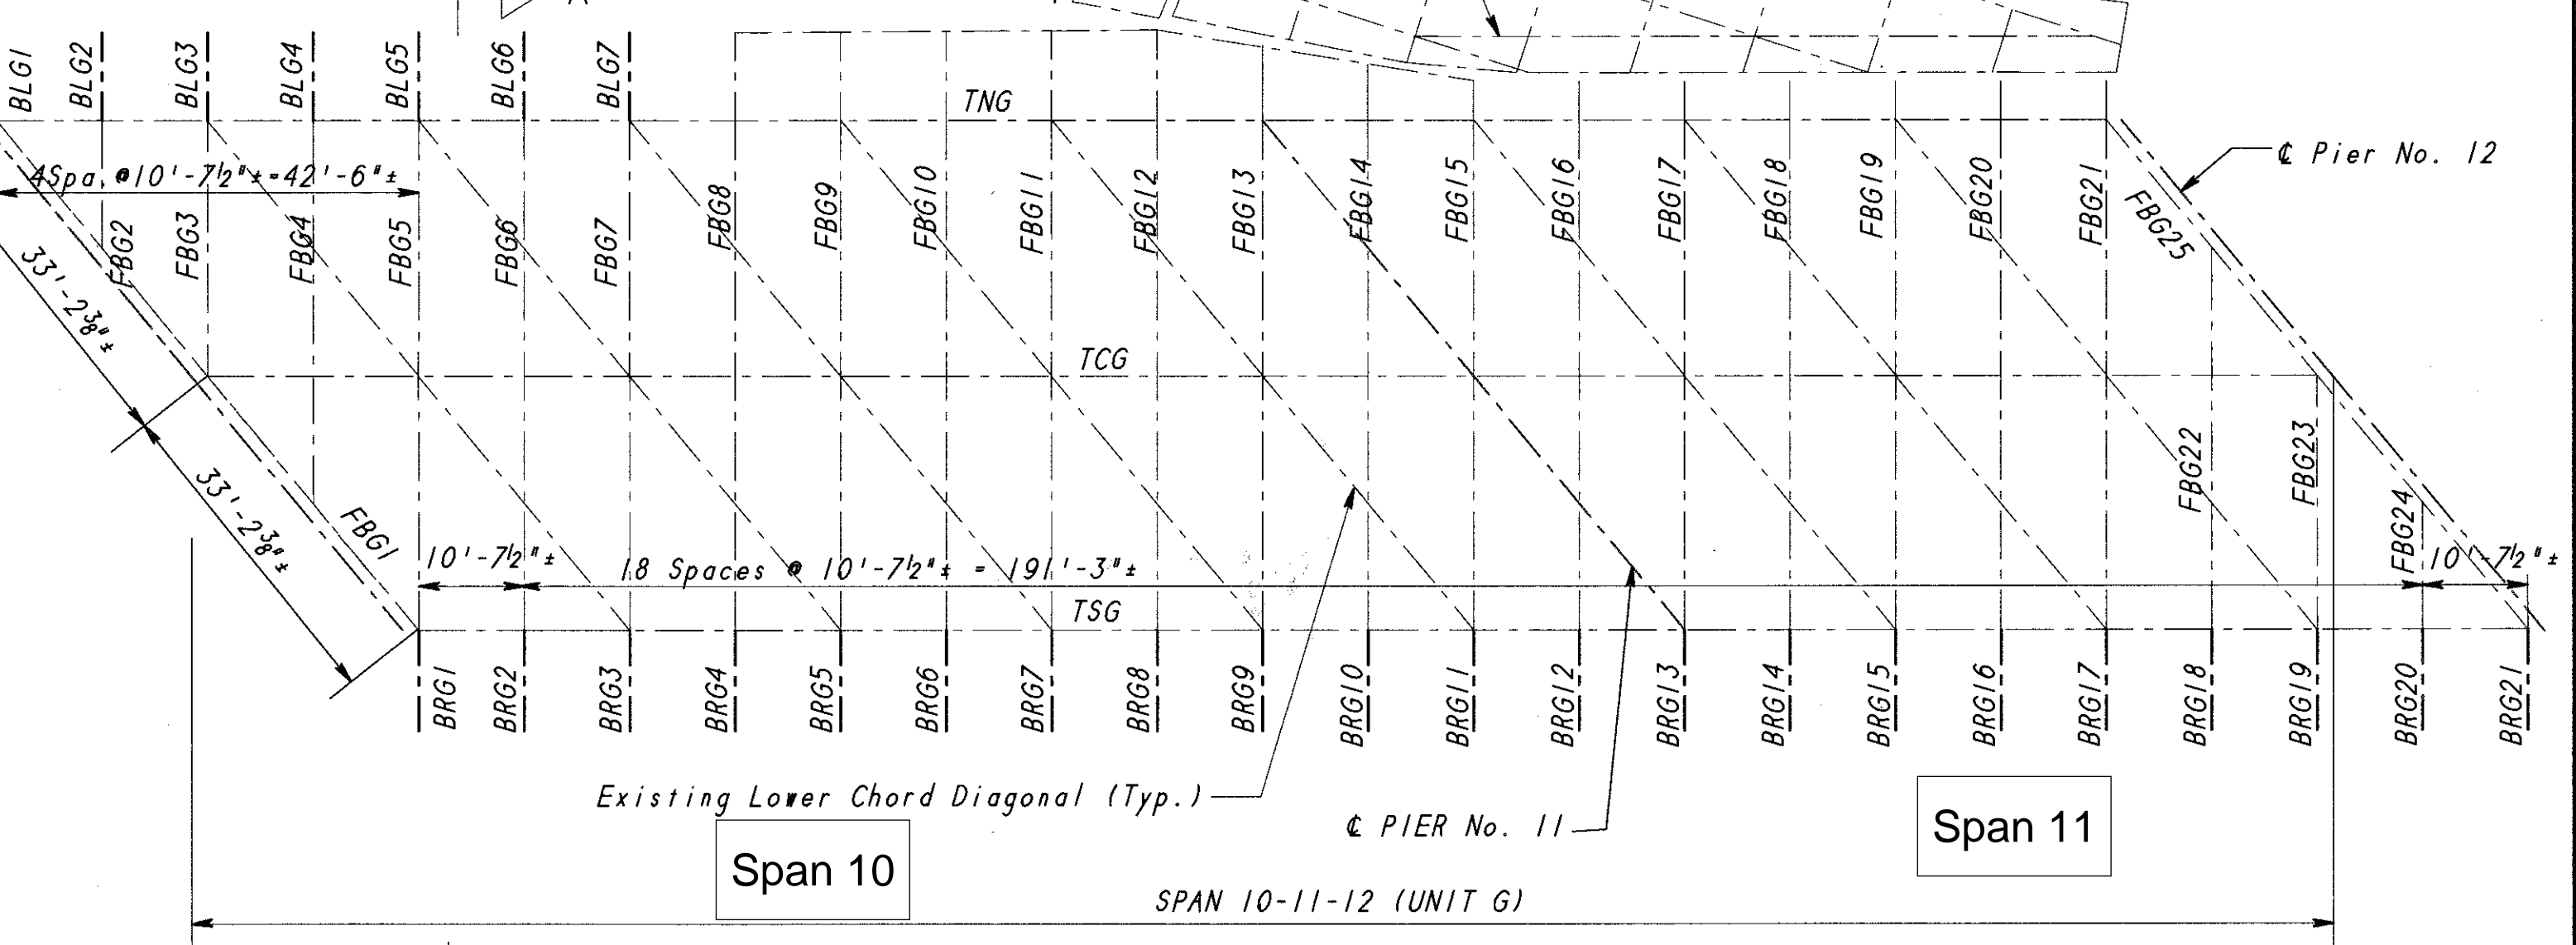 A
BLG1 BLG2 BLG3 BLG4 BLG5 BLG6 BLG7
TNG
℄ Pier No. 12
4Spa. @10'-7½"±=42'-6"±
FBG2 FBG3 FBG4 FBG5 FBG6 FBG7 FBG8 FBG9 FBG10 FBG11 FBG12 FBG13 FBG14 FBG15 FBG16 FBG17 FBG18 FBG19 FBG20 FBG21 FBG25
33'-2⅜"±
TCG
33'-2⅜"±
FBG1
FBG22 FBG23 FBG24
10'-7½"±
18 Spaces @ 10'-7½"± = 191'-3"±
10'-7½"±
TSG
BRG1 BRG2 BRG3 BRG4 BRG5 BRG6 BRG7 BRG8 BRG9 BRG10 BRG11 BRG12 BRG13 BRG14 BRG15 BRG16 BRG17 BRG18 BRG19 BRG20 BRG21
Existing Lower Chord Diagonal (Typ.)
℄ PIER No. 11
Span 10
Span 11
SPAN 10-11-12 (UNIT G)